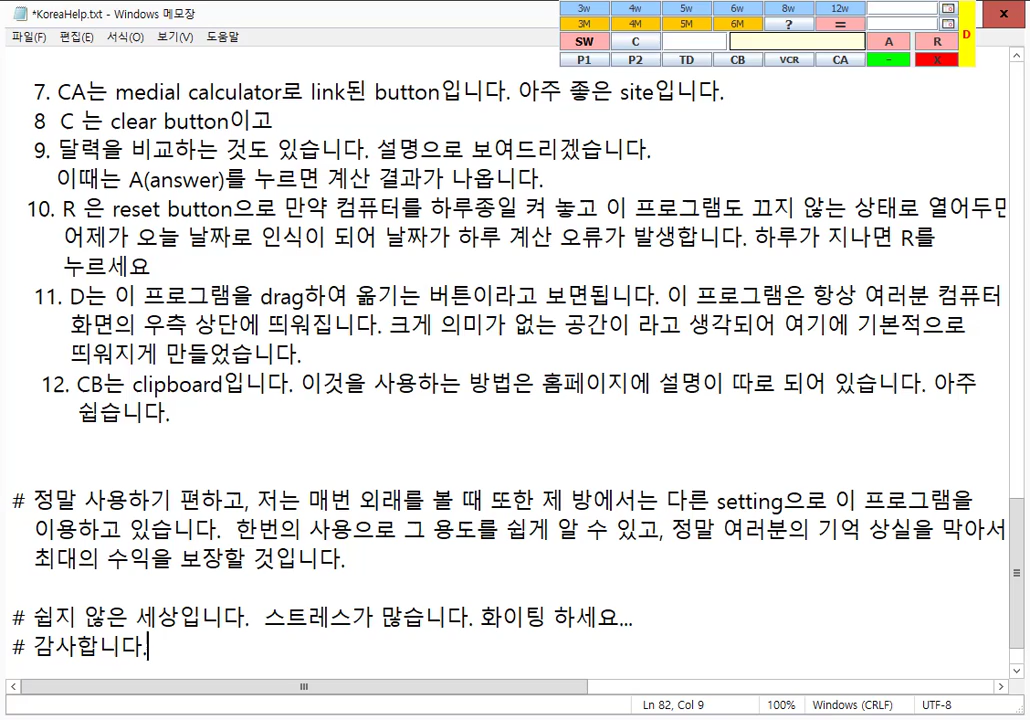 *KoreaHelp.txt - Windows 메모장
파일(F) 편집(E) 서식(O) 보기(V) 도움말
3w 4w 5w 6w 8w 12w
3M 4M 5M 6M ? =
SW C A R D
P1 P2 TD CB VCR CA - X
x
7. CA는 medial calculator로 link된 button입니다. 아주 좋은 site입니다.
8 C 는 clear button이고
9. 달력을 비교하는 것도 있습니다. 설명으로 보여드리겠습니다.
이때는 A(answer)를 누르면 계산 결과가 나옵니다.
10. R 은 reset button으로 만약 컴퓨터를 하루종일 켜 놓고 이 프로그램도 끄지 않는 상태로 열어두면
어제가 오늘 날짜로 인식이 되어 날짜가 하루 계산 오류가 발생합니다. 하루가 지나면 R를
누르세요
11. D는 이 프로그램을 drag하여 옮기는 버튼이라고 보면됩니다. 이 프로그램은 항상 여러분 컴퓨터
화면의 우측 상단에 띄워집니다. 크게 의미가 없는 공간이 라고 생각되어 여기에 기본적으로
띄워지게 만들었습니다.
12. CB는 clipboard입니다. 이것을 사용하는 방법은 홈페이지에 설명이 따로 되어 있습니다. 아주
쉽습니다.
# 정말 사용하기 편하고, 저는 매번 외래를 볼 때 또한 제 방에서는 다른 setting으로 이 프로그램을
이용하고 있습니다. 한번의 사용으로 그 용도를 쉽게 알 수 있고, 정말 여러분의 기억 상실을 막아서
최대의 수익을 보장할 것입니다.
# 쉽지 않은 세상입니다. 스트레스가 많습니다. 화이팅 하세요...
# 감사합니다.
Ln 82, Col 9 100% Windows (CRLF) UTF-8